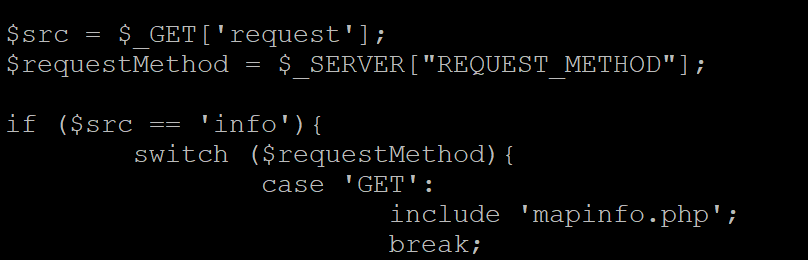 $src = $_GET['request'];
$requestMethod = $_SERVER["REQUEST_METHOD"];
if ($src == 'info'){
switch ($requestMethod){
case 'GET':
include 'mapinfo.php';
break;